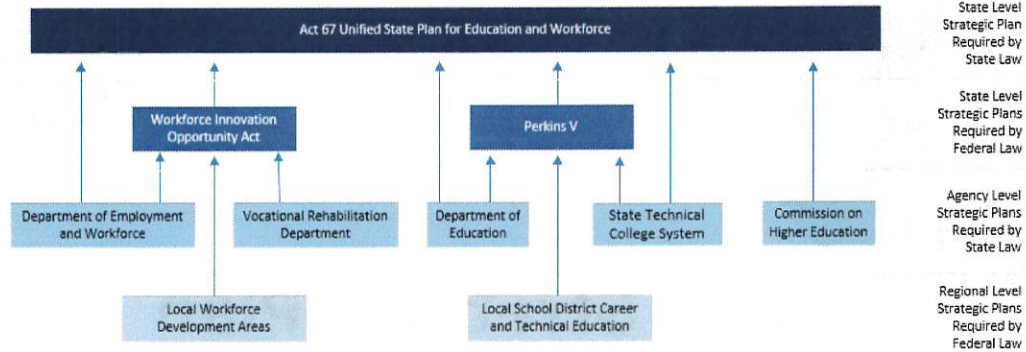 Act 67 Unified State Plan for Education and Workforce
State Level
Strategic Plan
Required by
State Law
Workforce Innovation
Opportunity Act
Perkins V
State Level
Strategic Plans
Required by
Federal Law
Department of Employment
and Workforce
Vocational Rehabilitation
Department
Department of
Education
State Technical
College System
Commission on
Higher Education
Agency Level
Strategic Plans
Required by
State Law
Local Workforce
Development Areas
Local School District Career
and Technical Education
Regional Level
Strategic Plans
Required by
Federal Law